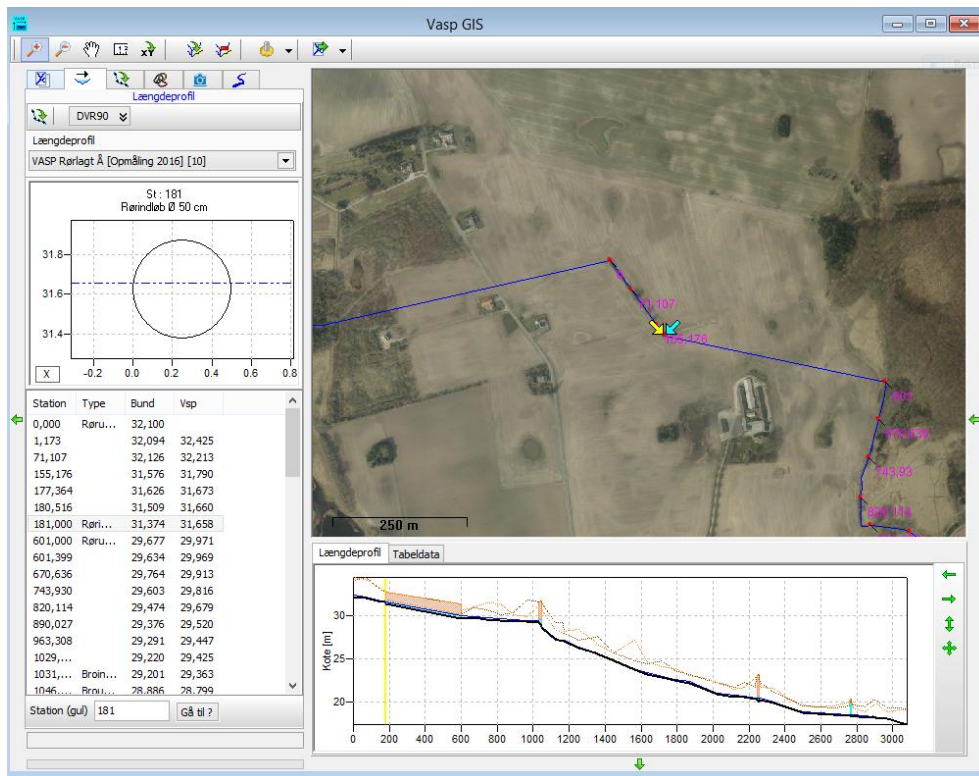 Vasp GIS
Længdeprofil
DVR90
Længdeprofil
VASP Rørlagt Å [Opmåling 2016] [10]
St : 181
Rørindløb Ø 50 cm
31.8
31.6
31.4
X
-0.2 0.0 0.2 0.4 0.6 0.8
Station Type Bund Vsp
0,000 Røru... 32,100
1,173 32,094 32,425
71,107 32,126 32,213
155,176 31,576 31,790
177,364 31,626 31,673
180,516 31,509 31,660
181,000 Røri... 31,374 31,658
601,000 Røru... 29,677 29,971
601,399 29,634 29,969
670,636 29,764 29,913
743,930 29,603 29,816
820,114 29,474 29,679
890,027 29,376 29,520
963,308 29,291 29,447
1029,... 29,220 29,425
1031,... Broin... 29,201 29,363
1046,... Brou... 28,886 28,799
Station (gul) 181 Gå til ?
0
71,107
601
743,93
820,114
250 m
Længdeprofil Tabeldata
Kote [m]
30
25
20
0 200 400 600 800 1000 1200 1400 1600 1800 2000 2200 2400 2600 2800 3000